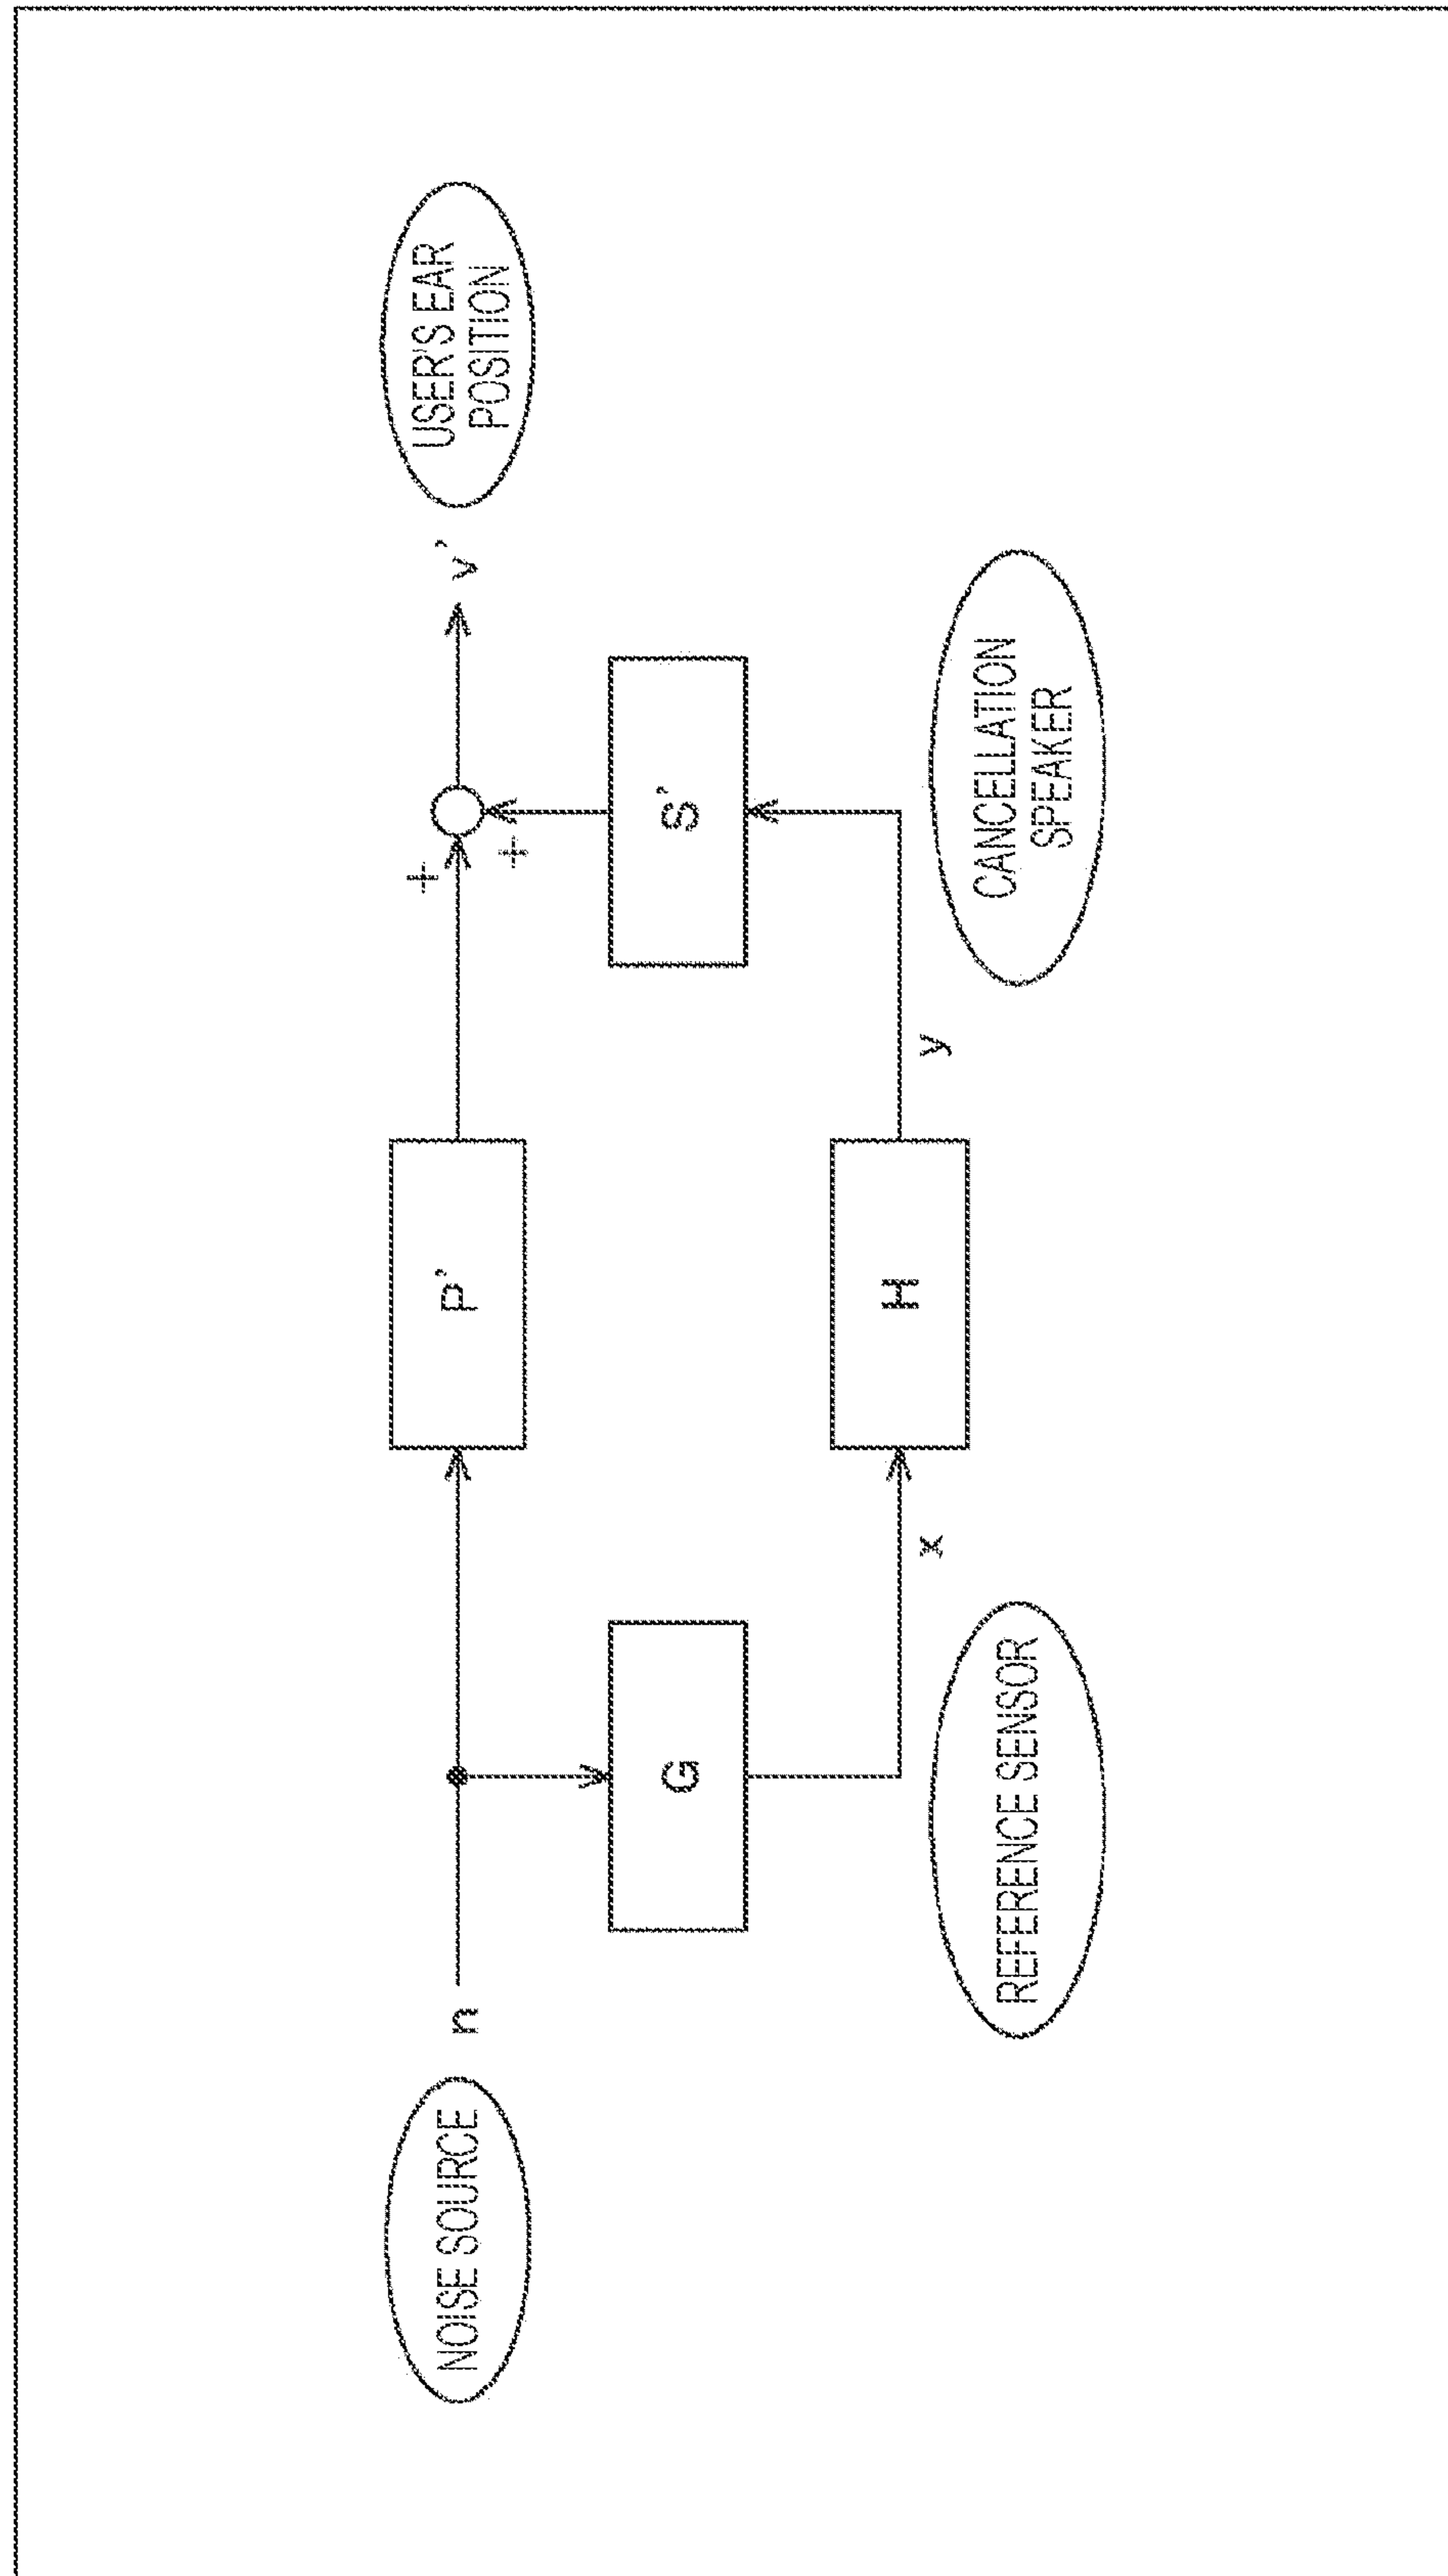 NOISE SOURCE
n
P’
+
v’
USER'S EAR
POSITION
+
G
S’
x
H
y
REFERENCE SENSOR
CANCELLATION
SPEAKER